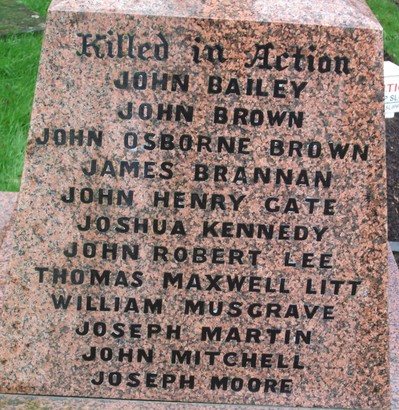 Killed in Action
JOHN BAILEY
JOHN BROWN
JOHN OSBORNE BROWN
JAMES BRANNAN
JOHN HENRY GATE
JOSHUA KENNEDY
JOHN ROBERT LEE
THOMAS MAXWELL LITT
WILLIAM MUSGRAVE
JOSEPH MARTIN
JOHN MITCHELL
JOSEPH MOORE